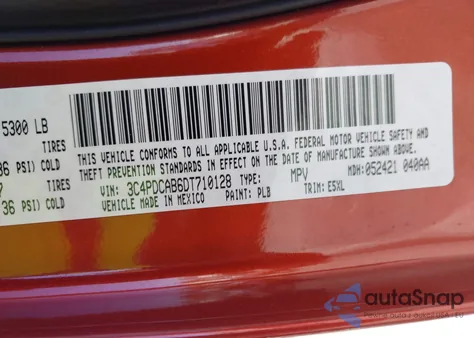 5300 LB
TIRES
36 PSI) COLD
TIRES
36 PSI) COLD
THIS VEHICLE CONFORMS TO ALL APPLICABLE U.S.A. FEDERAL MOTOR VEHICLE SAFETY AND
THEFT PREVENTION STANDARDS IN EFFECT ON THE DATE OF MANUFACTURE SHOWN ABOVE.
VIN: 3C4PDCAB6DT710128 TYPE: MPV MDH: 052421 040AA
VEHICLE MADE IN MEXICO PAINT: PLB TRIM: E5XL
autoSnap